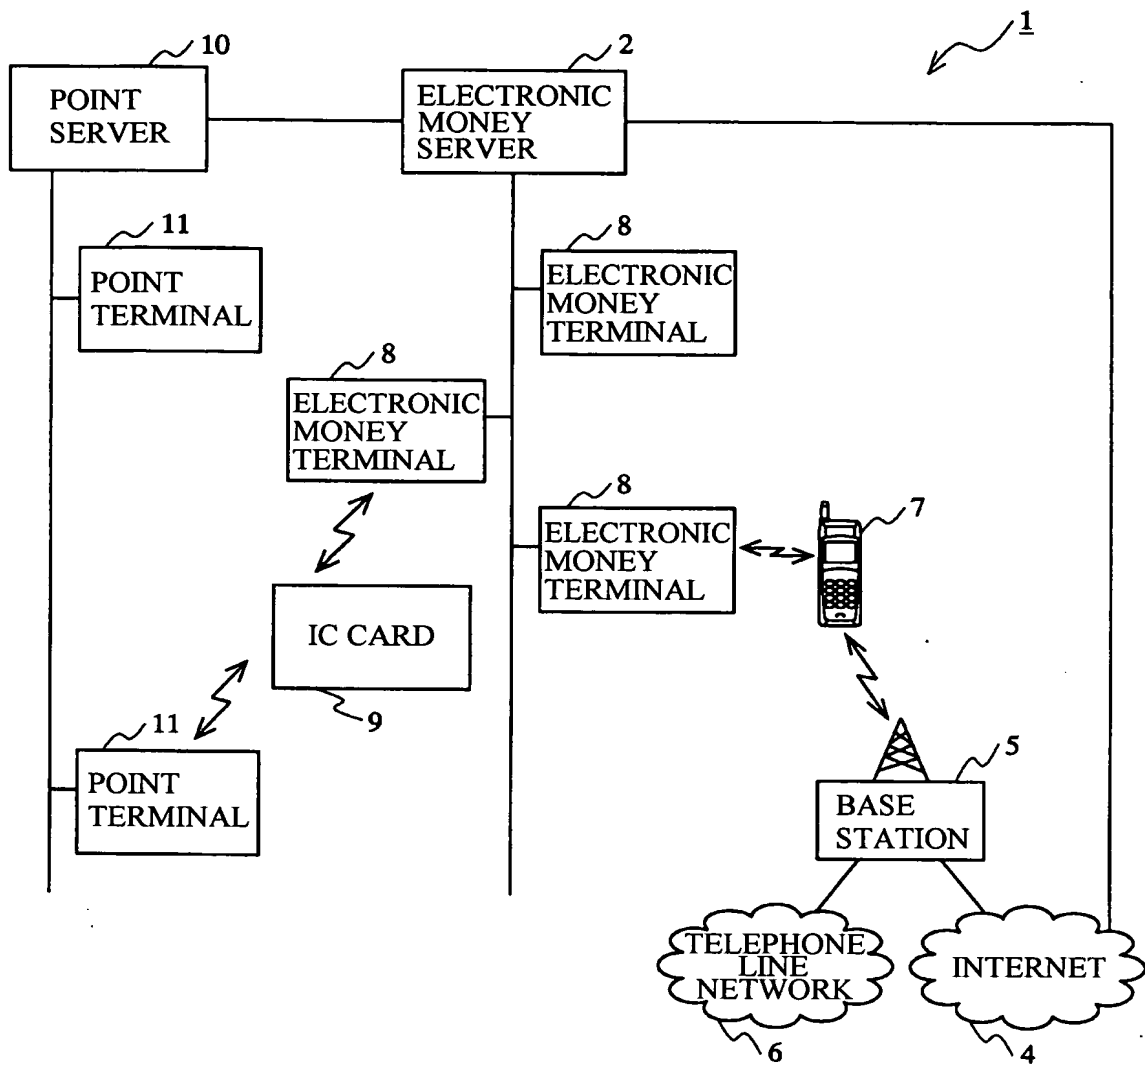 1
10
2
POINT
SERVER
ELECTRONIC
MONEY
SERVER
11
POINT
TERMINAL
8
ELECTRONIC
MONEY
TERMINAL
8
ELECTRONIC
MONEY
TERMINAL
8
ELECTRONIC
MONEY
TERMINAL
7
IC CARD
9
11
POINT
TERMINAL
5
BASE
STATION
TELEPHONE
LINE
NETWORK
INTERNET
6
4